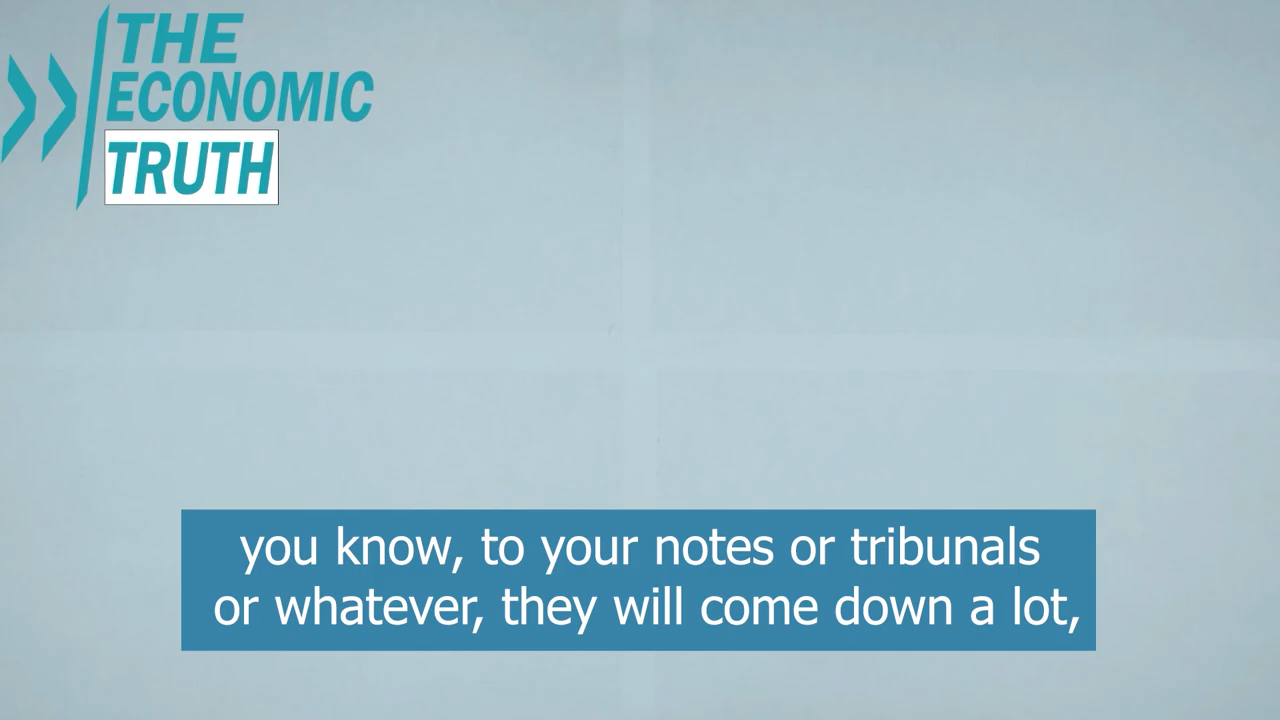 THE
ECONOMIC
TRUTH
you know, to your notes or tribunals
or whatever, they will come down a lot,